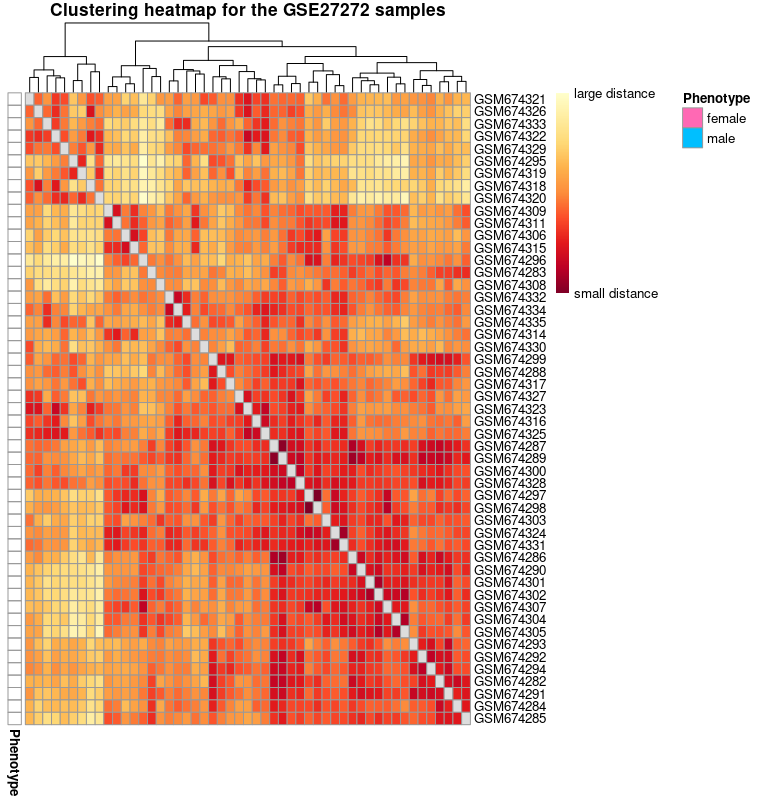 Clustering heatmap for the GSE27272 samples
GSM674321
GSM674326
GSM674333
GSM674322
GSM674329
GSM674295
GSM674319
GSM674318
GSM674320
GSM674309
GSM674311
GSM674306
GSM674315
GSM674296
GSM674283
GSM674308
GSM674332
GSM674334
GSM674335
GSM674314
GSM674330
GSM674299
GSM674288
GSM674317
GSM674327
GSM674323
GSM674316
GSM674325
GSM674287
GSM674289
GSM674300
GSM674328
GSM674297
GSM674298
GSM674303
GSM674324
GSM674331
GSM674286
GSM674290
GSM674301
GSM674302
GSM674307
GSM674304
GSM674305
GSM674293
GSM674292
GSM674294
GSM674282
GSM674291
GSM674284
GSM674285
large distance
small distance
Phenotype
female
male
Phenotype